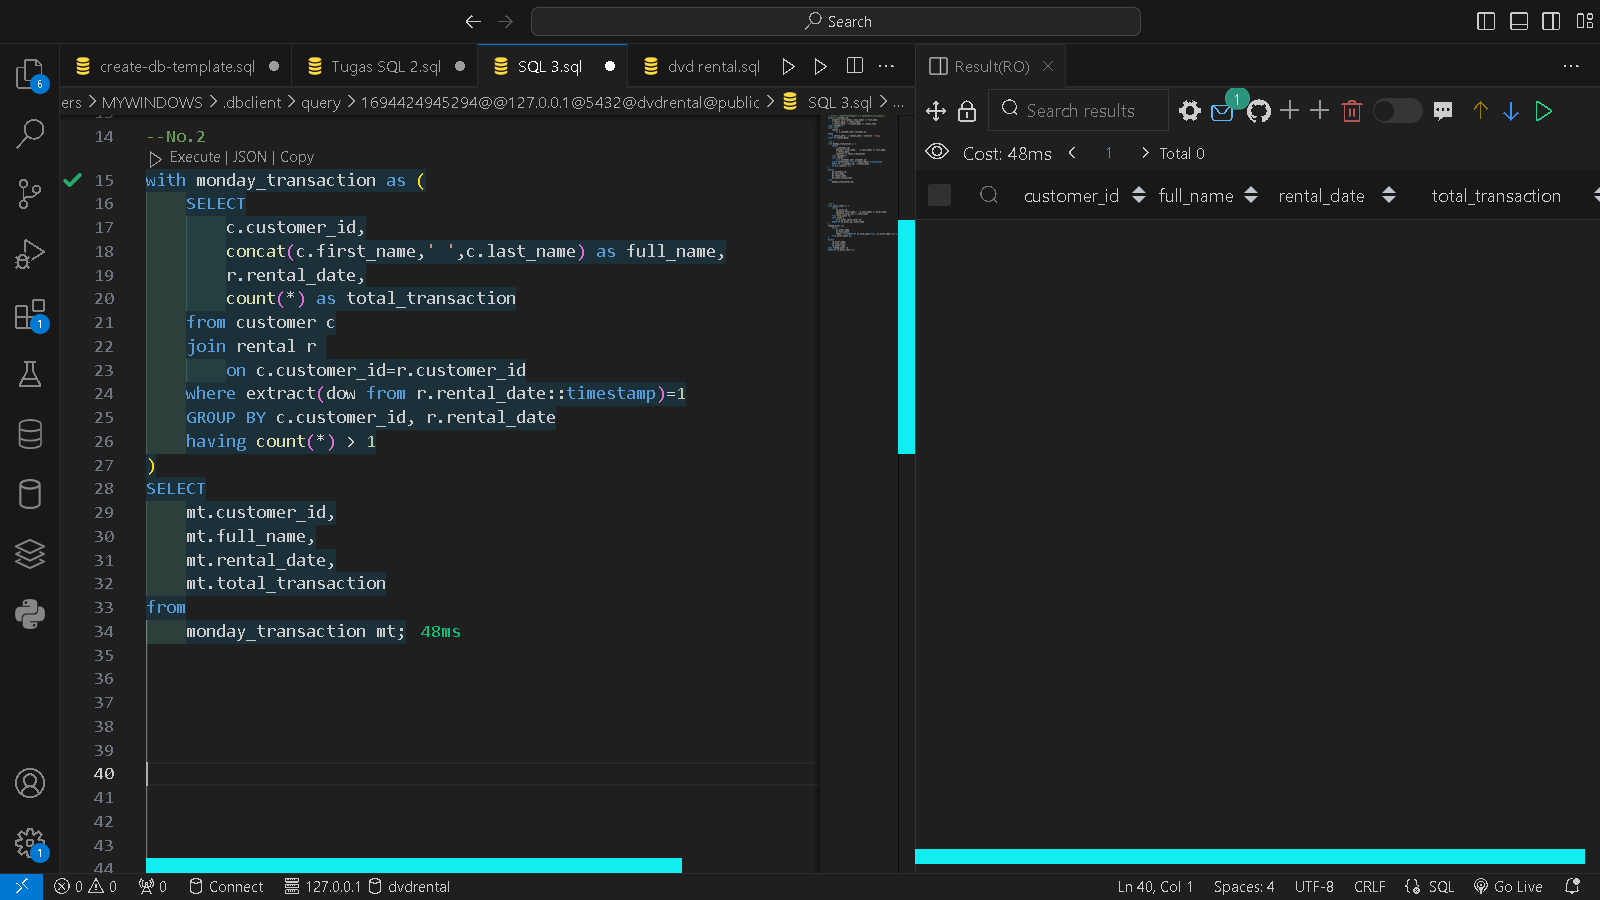 Search
create-db-template.sql
Tugas SQL 2.sql
SQL 3.sql
dvd rental.sql
Result(RO)
ers > MYWINDOWS > .dbclient > query > 1694424945294@@127.0.0.1@5432@dvdrental@public > SQL 3.sql > ...
6
1
1
1
Search results
Cost: 48ms
1
Total 0
customer_id
full_name
rental_date
total_transaction
14 --No.2
Execute | JSON | Copy
15 with monday_transaction as (
16 SELECT
17 c.customer_id,
18 concat(c.first_name,' ',c.last_name) as full_name,
19 r.rental_date,
20 count(*) as total_transaction
21 from customer c
22 join rental r
23 on c.customer_id=r.customer_id
24 where extract(dow from r.rental_date::timestamp)=1
25 GROUP BY c.customer_id, r.rental_date
26 having count(*) > 1
27 )
28 SELECT
29 mt.customer_id,
30 mt.full_name,
31 mt.rental_date,
32 mt.total_transaction
33 from
34 monday_transaction mt; 48ms
35
36
37
38
39
40
41
42
43
44
0 0 0 Connect 127.0.0.1 dvdrental
Ln 40, Col 1 Spaces: 4 UTF-8 CRLF SQL Go Live